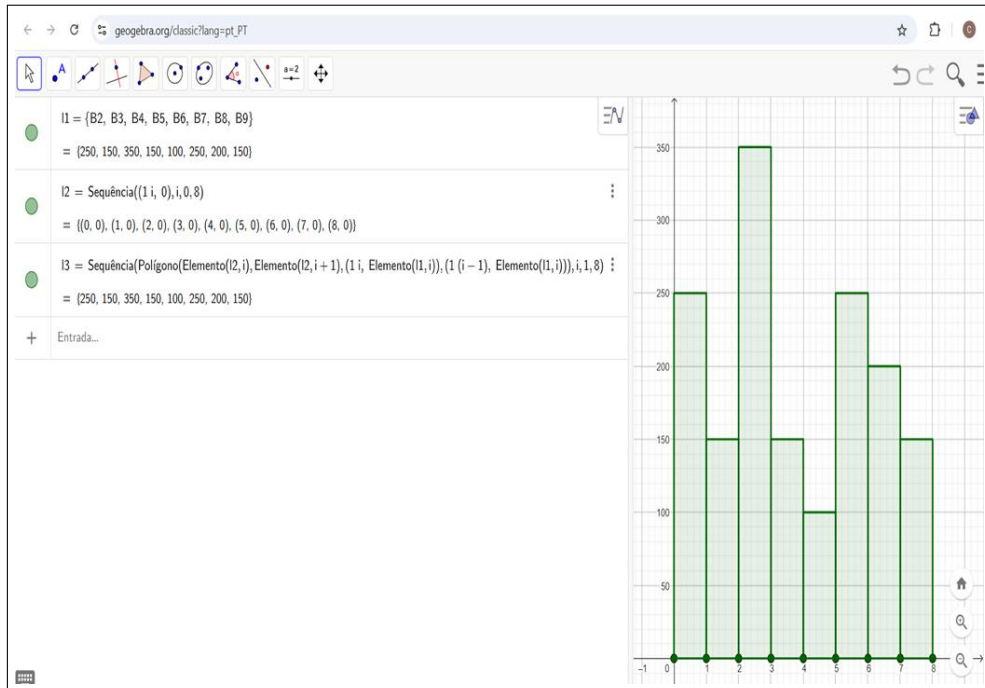 geogebra.org/classic?lang=pt_PT
C
A
a=2
l1 = {B2, B3, B4, B5, B6, B7, B8, B9}
= {250, 150, 350, 150, 100, 250, 200, 150}
l2 = Sequência((1 i, 0), i, 0, 8)
= {(0, 0), (1, 0), (2, 0), (3, 0), (4, 0), (5, 0), (6, 0), (7, 0), (8, 0)}
l3 = Sequência(Polígono(Elemento(l2, i), Elemento(l2, i + 1), (1 i, Elemento(l1, i)), (1 (i − 1), Elemento(l1, i))), i, 1, 8)
= {250, 150, 350, 150, 100, 250, 200, 150}
Entrada...
350
300
250
200
150
100
50
−1 0 1 2 3 4 5 6 7 8